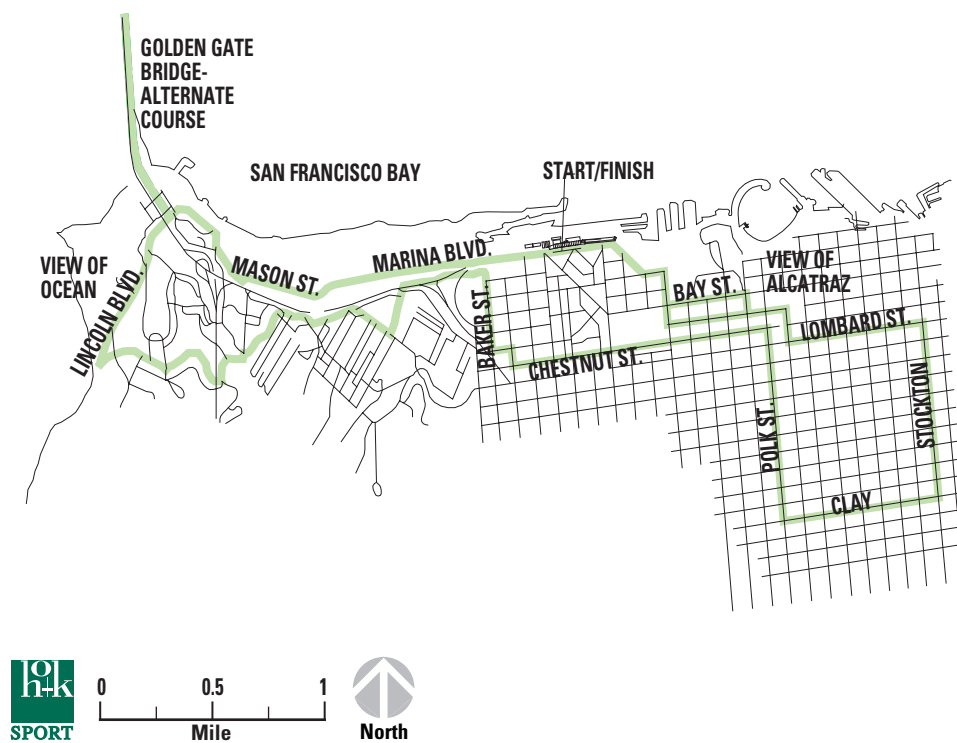 GOLDEN GATE
BRIDGE-
ALTERNATE
COURSE
SAN FRANCISCO BAY
START/FINISH
VIEW OF
OCEAN
LINCOLN BLVD.
MASON ST.
MARINA BLVD.
BAKER ST.
CHESTNUT ST.
BAY ST.
VIEW OF
ALCATRAZ
LOMBARD ST.
POLK ST.
STOCKTON
CLAY
hok
SPORT
0 0.5 1
Mile
North